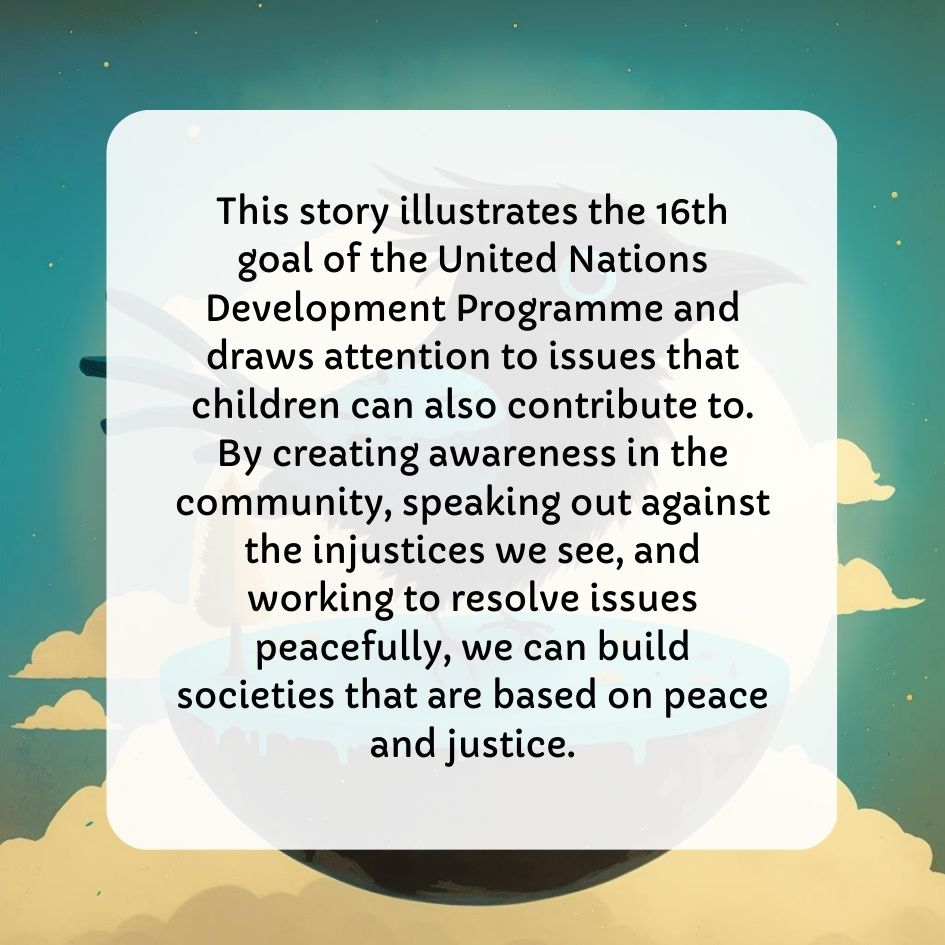 This story illustrates the 16th
goal of the United Nations
Development Programme and
draws attention to issues that
children can also contribute to.
By creating awareness in the
community, speaking out against
the injustices we see, and
working to resolve issues
peacefully, we can build
societies that are based on peace
and justice.